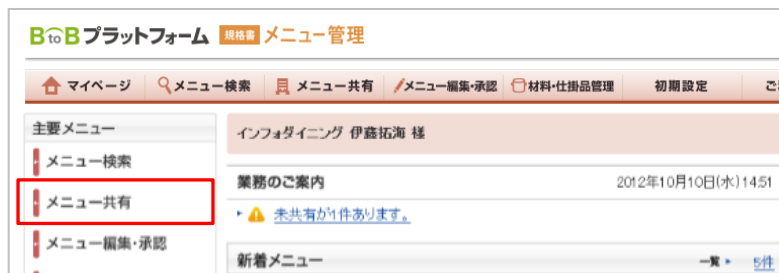 BtoBプラットフォーム 規格書 メニュー管理
マイページ メニュー検索 メニュー共有 メニュー編集・承認 材料・仕掛品管理 初期設定
主要メニュー
インフォダイニング 伊藤拓海 様
メニュー検索
業務のご案内 2012年10月10日(水)14:51
メニュー共有
未共有が1件あります。
メニュー編集・承認
新着メニュー 一覧 5件